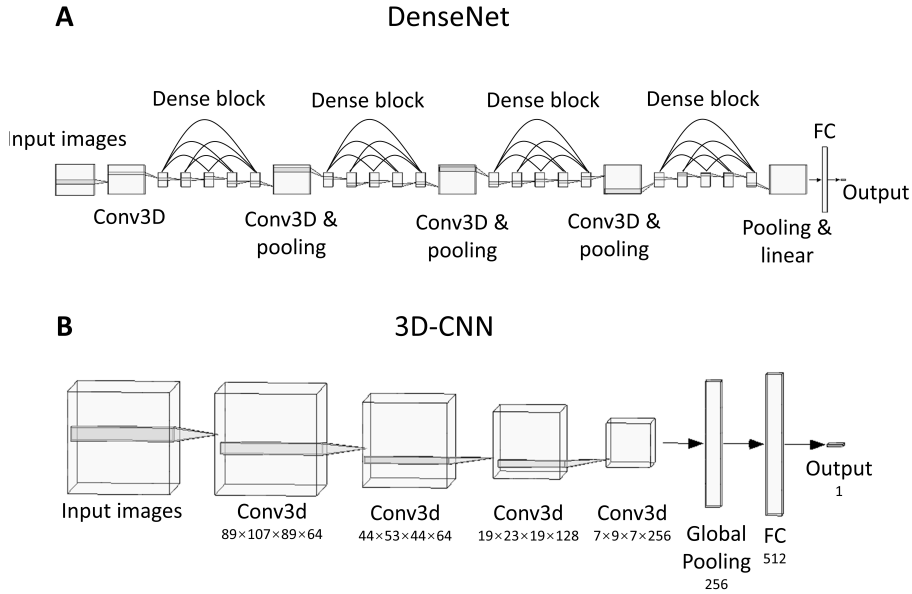 A
DenseNet
Dense block
Dense block
Dense block
Dense block
Input images
FC
Output
Conv3D
Conv3D &
pooling
Conv3D &
pooling
Conv3D &
pooling
Pooling &
linear
B
3D-CNN
Input images
Conv3d
89×107×89×64
Conv3d
44×53×44×64
Conv3d
19×23×19×128
Conv3d
7×9×7×256
Global
Pooling
256
FC
512
Output
1